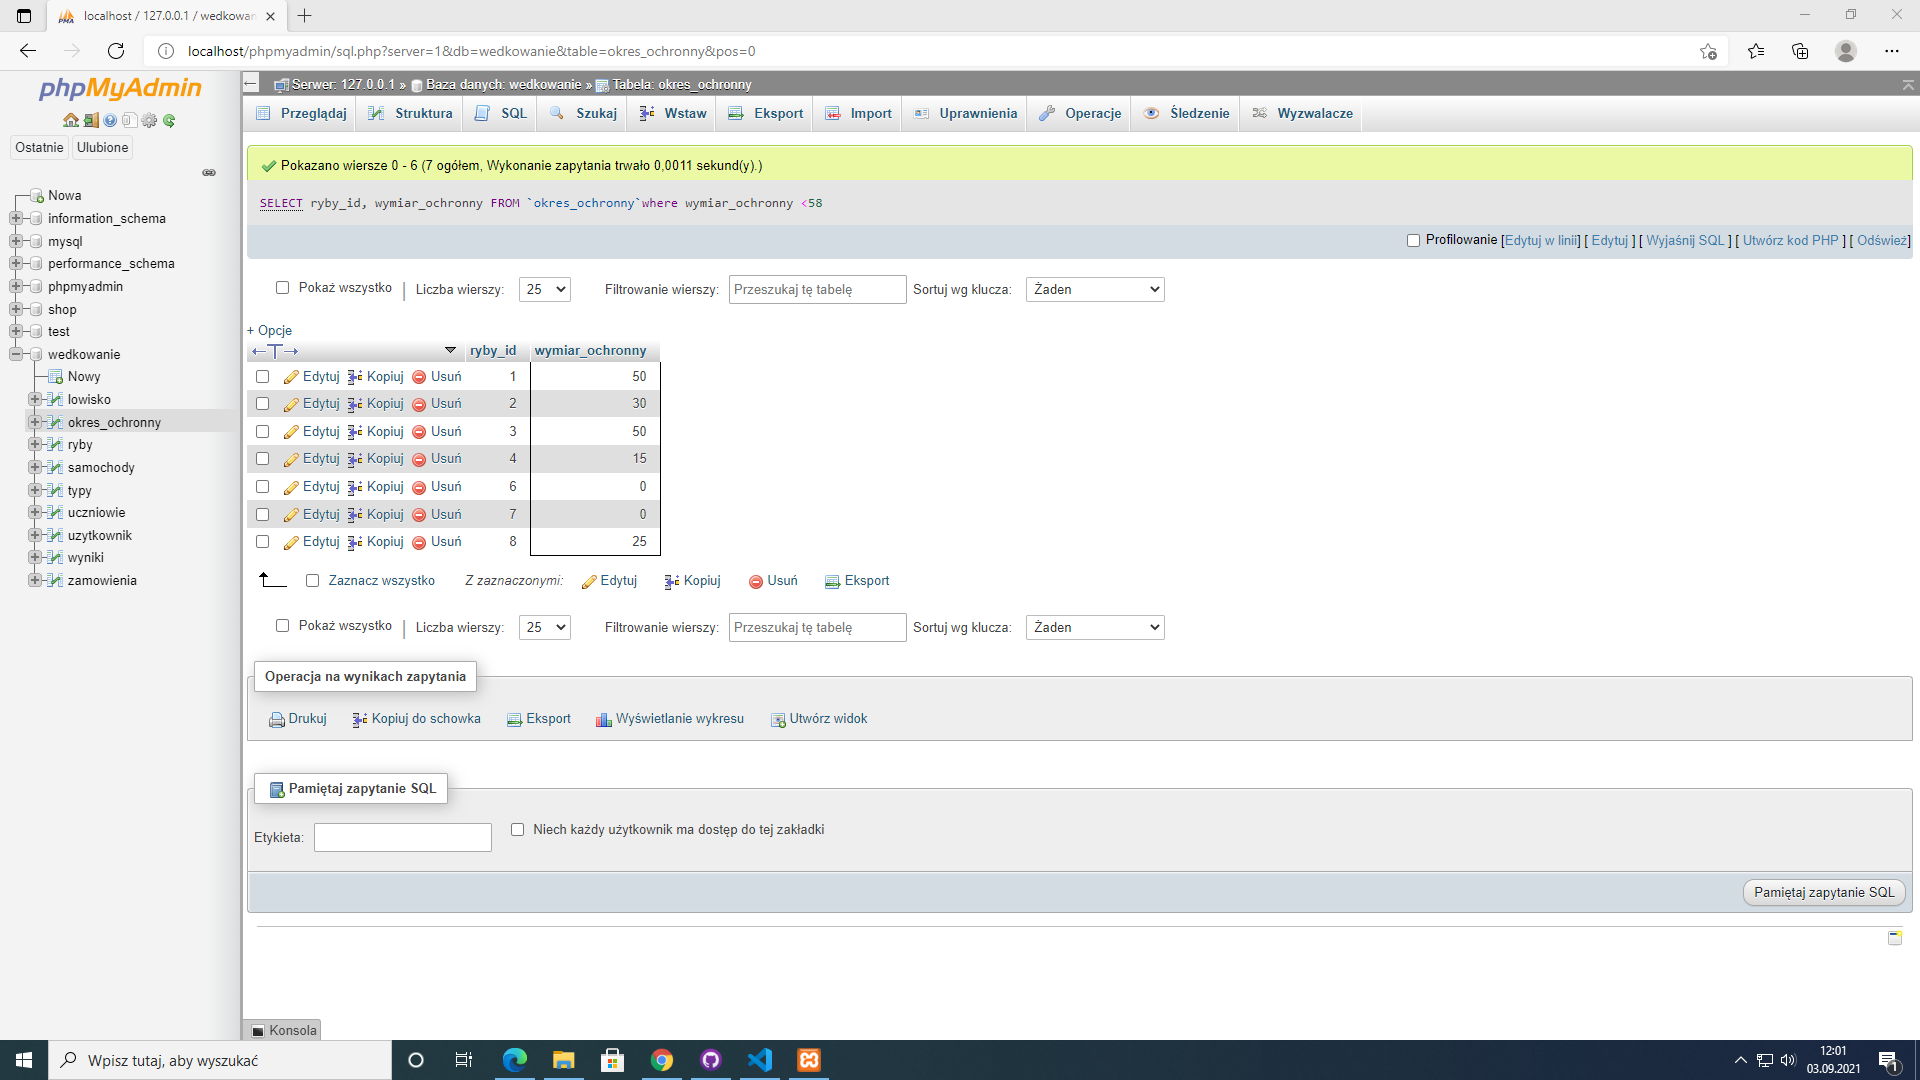 localhost / 127.0.0.1 / wedkowan
localhost/phpmyadmin/sql.php?server=1&db=wedkowanie&table=okres_ochronny&pos=0
phpMyAdmin
Ostatnie Ulubione
Nowa
information_schema
mysql
performance_schema
phpmyadmin
shop
test
wedkowanie
Nowy
lowisko
okres_ochronny
ryby
samochody
typy
uczniowie
uzytkownik
wyniki
zamowienia
Serwer: 127.0.0.1 » Baza danych: wedkowanie » Tabela: okres_ochronny
Przeglądaj Struktura SQL Szukaj Wstaw Eksport Import Uprawnienia Operacje Śledzenie Wyzwalacze
Pokazano wiersze 0 - 6 (7 ogółem, Wykonanie zapytania trwało 0,0011 sekund(y).)
SELECT ryby_id, wymiar_ochronny FROM `okres_ochronny`where wymiar_ochronny <58
Profilowanie [Edytuj w linii] [ Edytuj ] [ Wyjaśnij SQL ] [ Utwórz kod PHP ] [ Odśwież]
Pokaż wszystko | Liczba wierszy: 25 Filtrowanie wierszy: Przeszukaj tę tabelę Sortuj wg klucza: Żaden
+ Opcje
←T→ ryby_id wymiar_ochronny
Edytuj Kopiuj Usuń 1 50
Edytuj Kopiuj Usuń 2 30
Edytuj Kopiuj Usuń 3 50
Edytuj Kopiuj Usuń 4 15
Edytuj Kopiuj Usuń 6 0
Edytuj Kopiuj Usuń 7 0
Edytuj Kopiuj Usuń 8 25
Zaznacz wszystko Z zaznaczonymi: Edytuj Kopiuj Usuń Eksport
Pokaż wszystko | Liczba wierszy: 25 Filtrowanie wierszy: Przeszukaj tę tabelę Sortuj wg klucza: Żaden
Operacja na wynikach zapytania
Drukuj Kopiuj do schowka Eksport Wyświetlanie wykresu Utwórz widok
Pamiętaj zapytanie SQL
Etykieta: Niech każdy użytkownik ma dostęp do tej zakładki
Pamiętaj zapytanie SQL
Konsola
Wpisz tutaj, aby wyszukać
12:01
03.09.2021
1